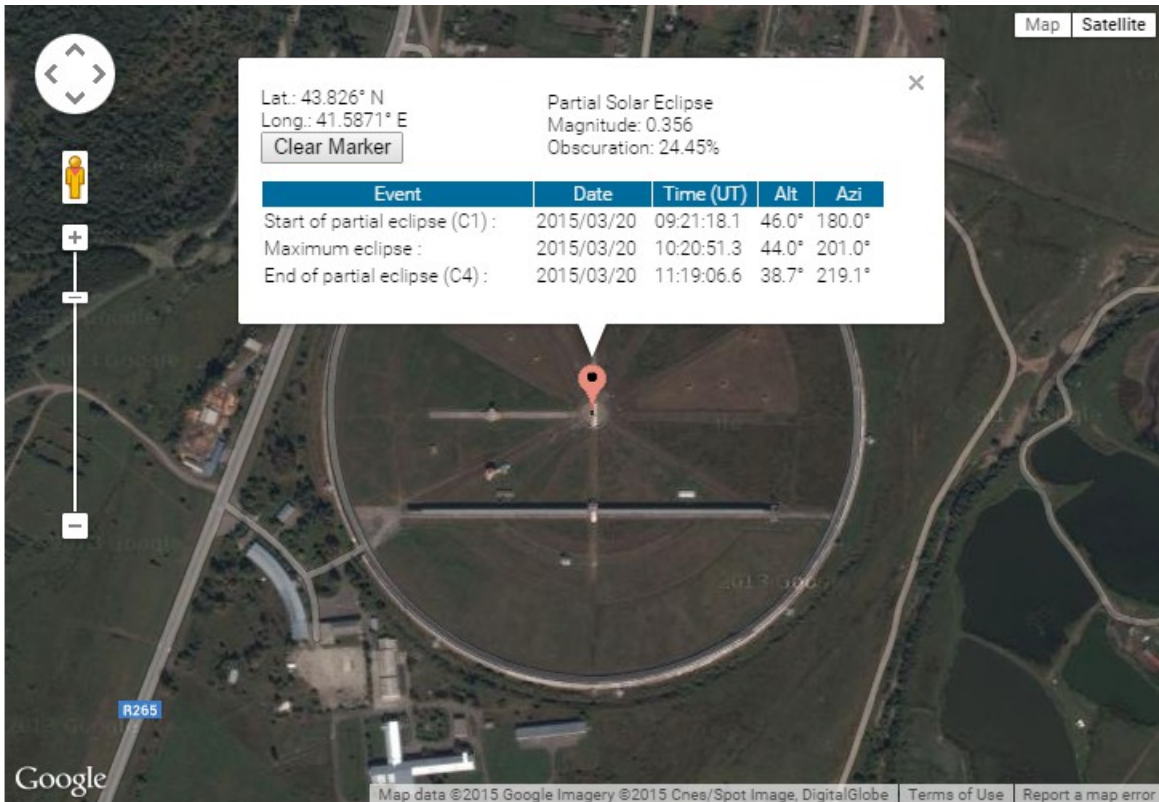 Map Satellite
×
Lat.: 43.826° N
Long.: 41.5871° E
Clear Marker
Partial Solar Eclipse
Magnitude: 0.356
Obscuration: 24.45%
Event Date Time (UT) Alt Azi
Start of partial eclipse (C1) : 2015/03/20 09:21:18.1 46.0° 180.0°
Maximum eclipse : 2015/03/20 10:20:51.3 44.0° 201.0°
End of partial eclipse (C4) : 2015/03/20 11:19:06.6 38.7° 219.1°
+
−
2013 Google
R265
Google
Map data ©2015 Google Imagery ©2015 Cnes/Spot Image, DigitalGlobe Terms of Use Report a map error